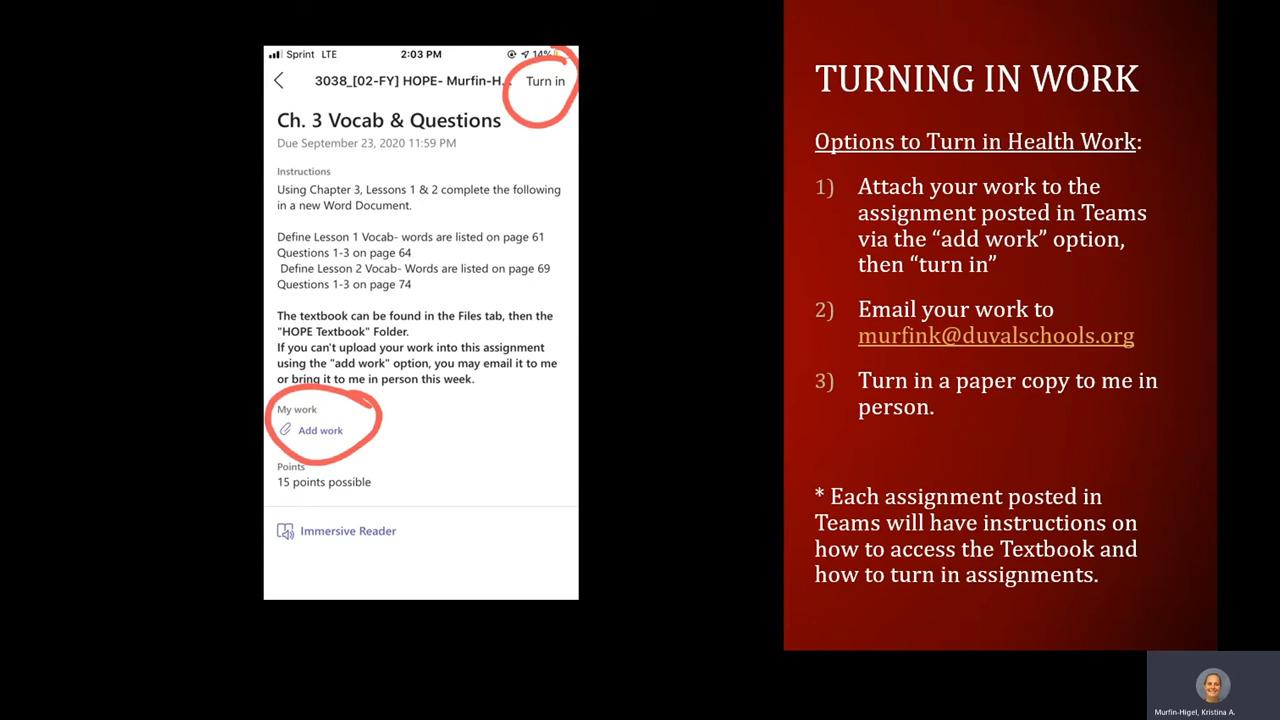 Sprint LTE 2:03 PM 14%
3038_[02-FY] HOPE- Murfin-H... Turn in
Ch. 3 Vocab & Questions
Due September 23, 2020 11:59 PM
Instructions
Using Chapter 3, Lessons 1 & 2 complete the following
in a new Word Document.
Define Lesson 1 Vocab- words are listed on page 61
Questions 1-3 on page 64
Define Lesson 2 Vocab- Words are listed on page 69
Questions 1-3 on page 74
The textbook can be found in the Files tab, then the
"HOPE Textbook" Folder.
If you can't upload your work into this assignment
using the "add work" option, you may email it to me
or bring it to me in person this week.
My work
Add work
Points
15 points possible
Immersive Reader
TURNING IN WORK
Options to Turn in Health Work:
1) Attach your work to the
assignment posted in Teams
via the “add work” option,
then “turn in”
2) Email your work to
murfink@duvalschools.org
3) Turn in a paper copy to me in
person.
* Each assignment posted in
Teams will have instructions on
how to access the Textbook and
how to turn in assignments.
Murfin-Higel, Kristina A.